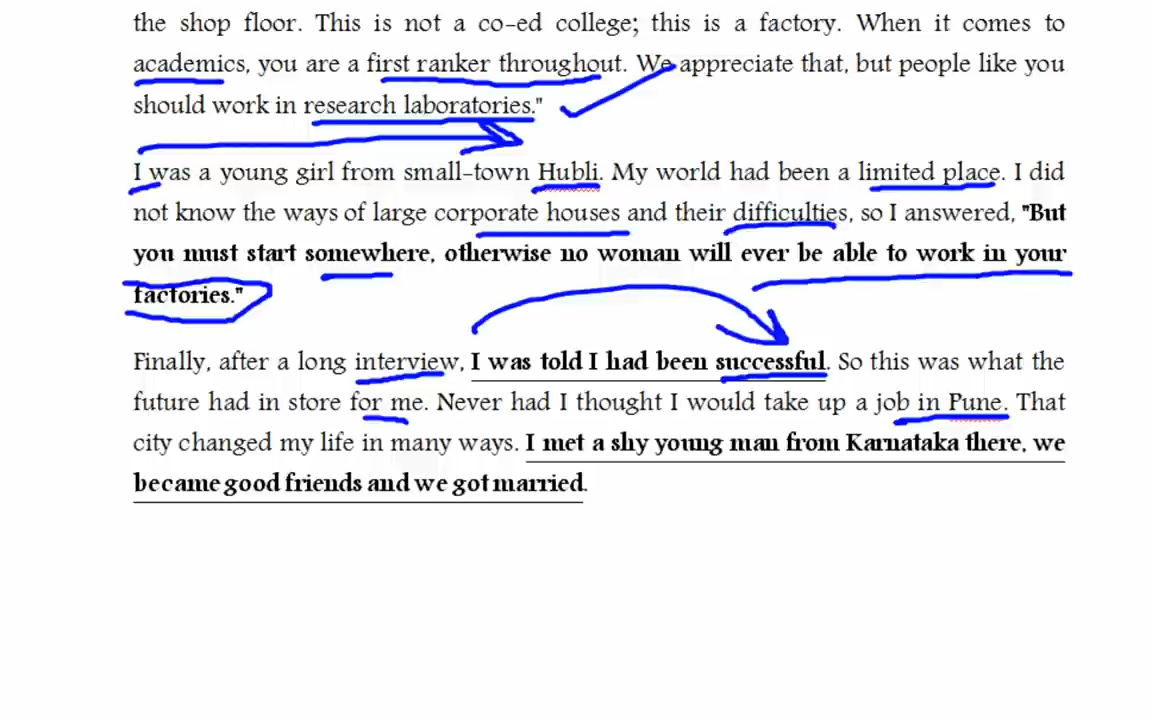 the shop floor. This is not a co-ed college; this is a factory. When it comes to
academics, you are a first ranker throughout. We appreciate that, but people like you
should work in research laboratories."
I was a young girl from small-town Hubli. My world had been a limited place. I did
not know the ways of large corporate houses and their difficulties, so I answered, "But
you must start somewhere, otherwise no woman will ever be able to work in your
factories."
Finally, after a long interview, I was told I had been successful. So this was what the
future had in store for me. Never had I thought I would take up a job in Pune. That
city changed my life in many ways. I met a shy young man from Karnataka there, we
became good friends and we got married.